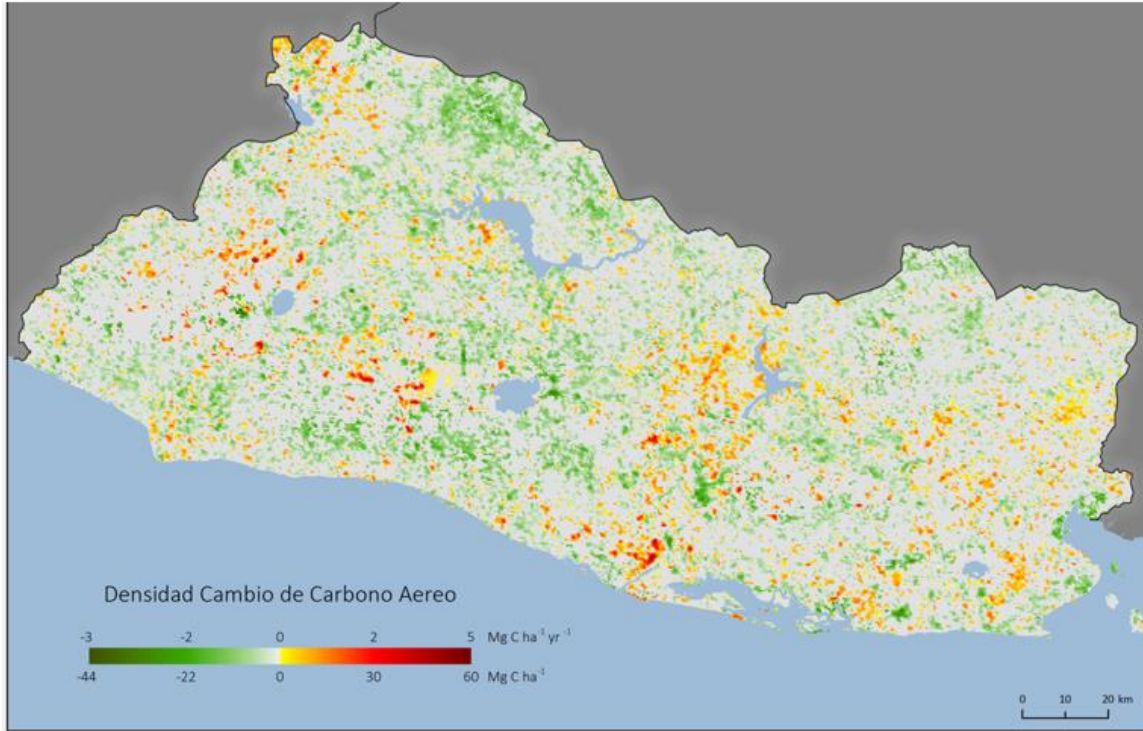 Densidad Cambio de Carbono Aereo
-3 -2 0 2 5 Mg C ha⁻¹ yr⁻¹
-44 -22 0 30 60 Mg C ha⁻¹
0 10 20 km